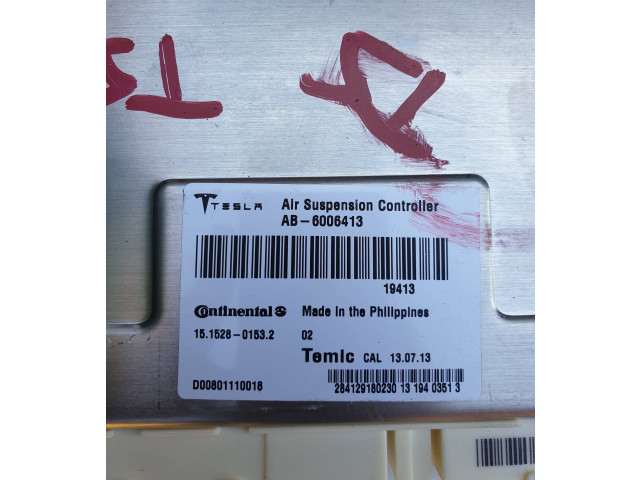 TESLA
Air Suspension Controller
AB-6006413
19413
Continental
Made in the Philippines
15.1528-0153.2
02
Temic CAL 13.07.13
D00801110018
284129180230 13 194 0351 3